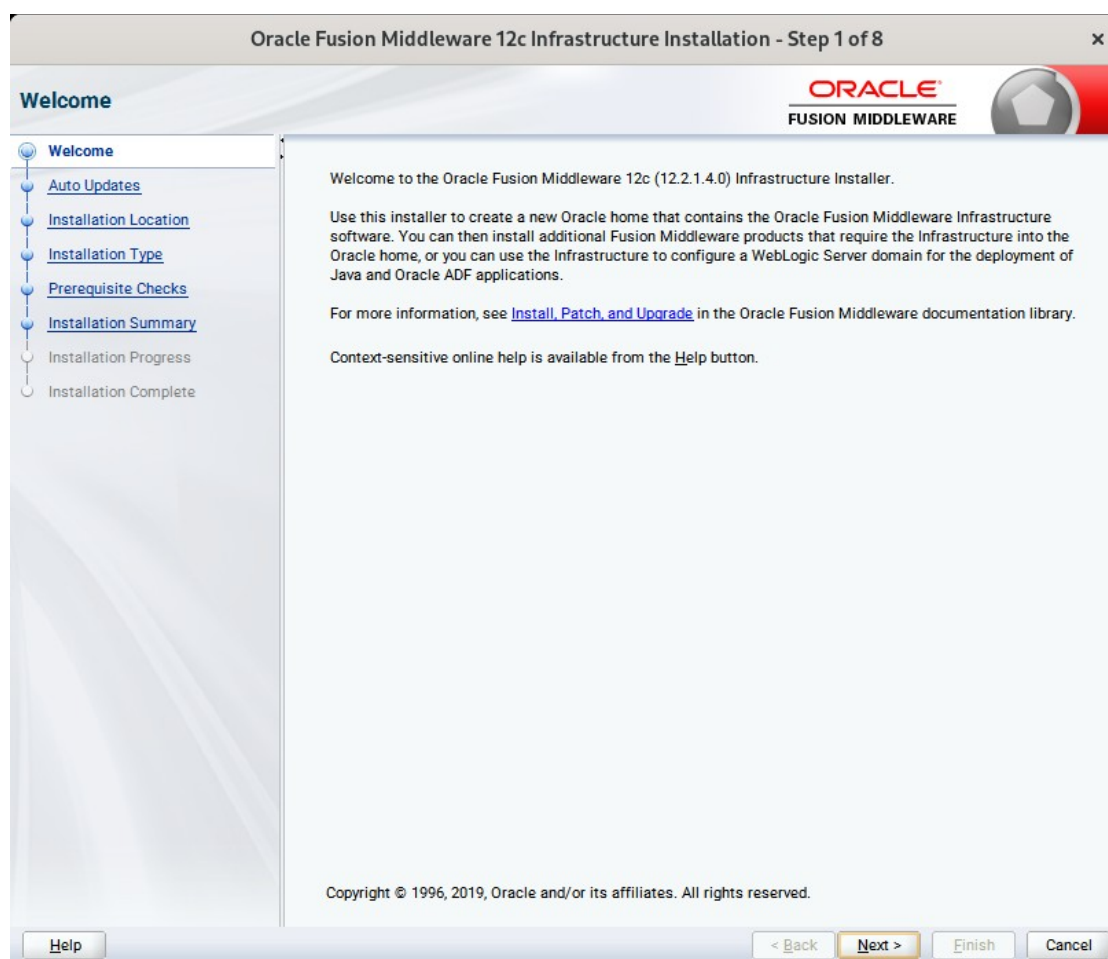 Oracle Fusion Middleware 12c Infrastructure Installation - Step 1 of 8
×
Welcome
ORACLE
FUSION MIDDLEWARE
Welcome
Auto Updates
Installation Location
Installation Type
Prerequisite Checks
Installation Summary
Installation Progress
Installation Complete
Welcome to the Oracle Fusion Middleware 12c (12.2.1.4.0) Infrastructure Installer.
Use this installer to create a new Oracle home that contains the Oracle Fusion Middleware Infrastructure
software. You can then install additional Fusion Middleware products that require the Infrastructure into the
Oracle home, or you can use the Infrastructure to configure a WebLogic Server domain for the deployment of
Java and Oracle ADF applications.
For more information, see Install, Patch, and Upgrade in the Oracle Fusion Middleware documentation library.
Context-sensitive online help is available from the Help button.
Copyright © 1996, 2019, Oracle and/or its affiliates. All rights reserved.
Help
< Back
Next >
Finish
Cancel